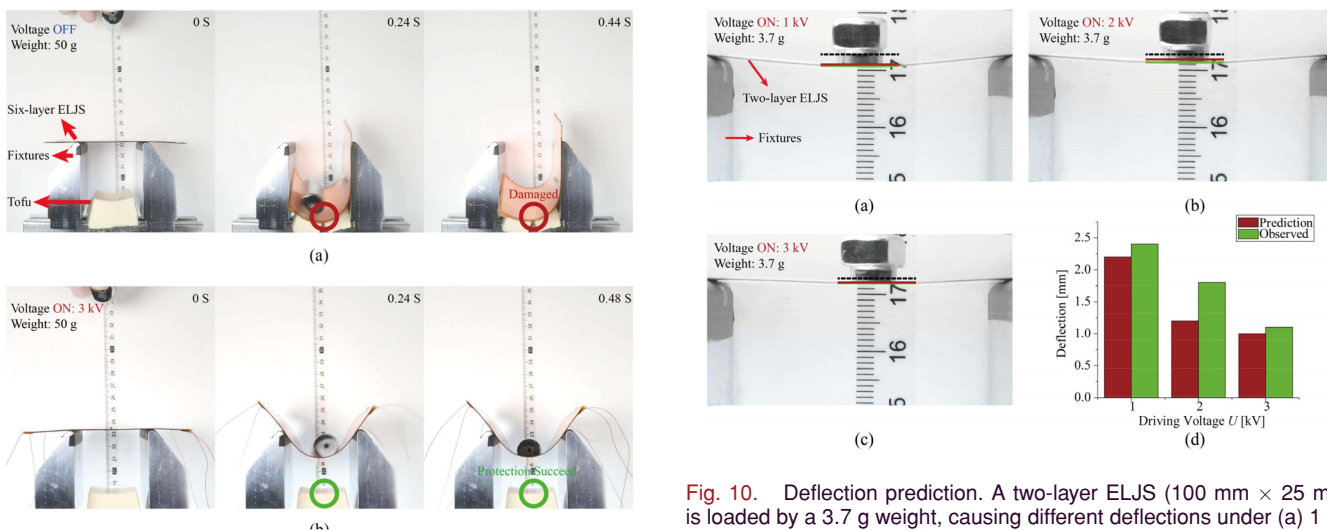 Voltage OFF
Weight: 50 g
0 S
0.24 S
0.44 S
Six-layer ELJS
Fixtures
Tofu
Damaged
(a)
Voltage ON: 3 kV
Weight: 50 g
0 S
0.24 S
0.48 S
Protection Succeed
(b)
Voltage ON: 1 kV
Weight: 3.7 g
Two-layer ELJS
Fixtures
17
16
(a)
Voltage ON: 2 kV
Weight: 3.7 g
17
16
(b)
Voltage ON: 3 kV
Weight: 3.7 g
17
16
(c)
Prediction
Observed
Deflection [mm]
2.5
2.0
1.5
1.0
0.5
0.0
1 2 3
Driving Voltage U [kV]
(d)
Fig. 10. Deflection prediction. A two-layer ELJS (100 mm × 25 m
is loaded by a 3.7 g weight, causing different deflections under (a) 1